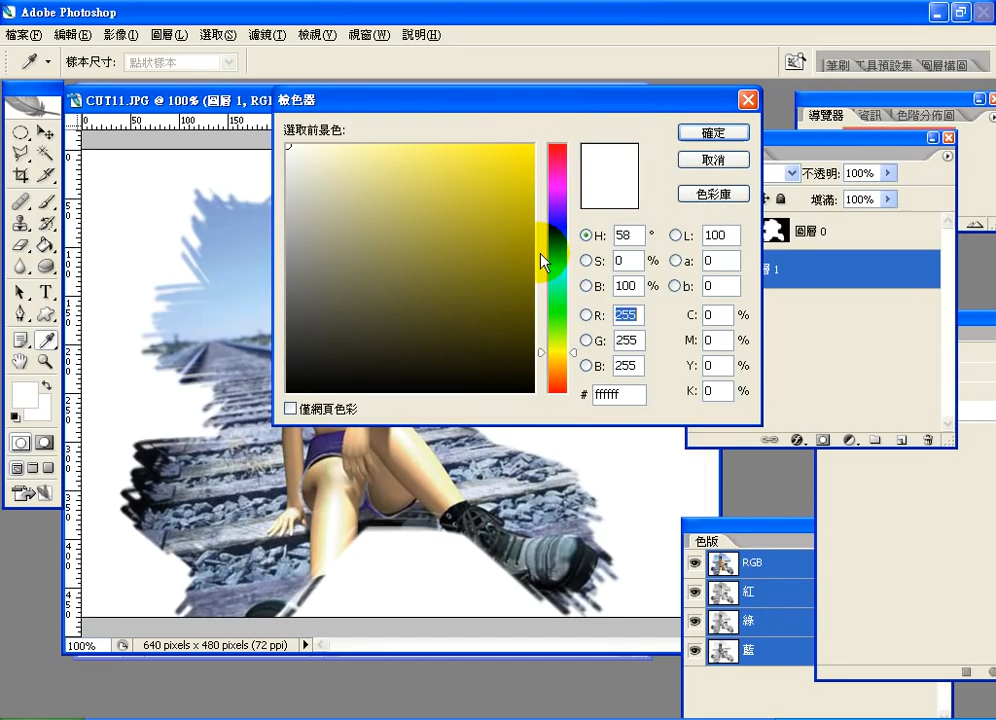 Adobe Photoshop
檔案(F) 編輯(E) 影像(I) 圖層(L) 選取(S) 濾鏡(T) 檢視(V) 視窗(W) 說明(H)
樣本尺寸: 點狀樣本
筆刷 工具預設集 圖層構圖
CUT11.JPG @ 100% (圖層 1, RGB
檢色器
導覽器 資訊 色階分佈圖
0 50 100 150
選取前景色:
確定
取消
色彩庫
不透明: 100%
填滿: 100%
圖層 0
層 1
H: 58 ° L: 100
S: 0 % a: 0
B: 100 % b: 0
R: 255 C: 0 %
G: 255 M: 0 %
B: 255 Y: 0 %
# ffffff K: 0 %
僅網頁色彩
色版
RGB
紅
綠
藍
100% 640 pixels x 480 pixels (72 ppi)